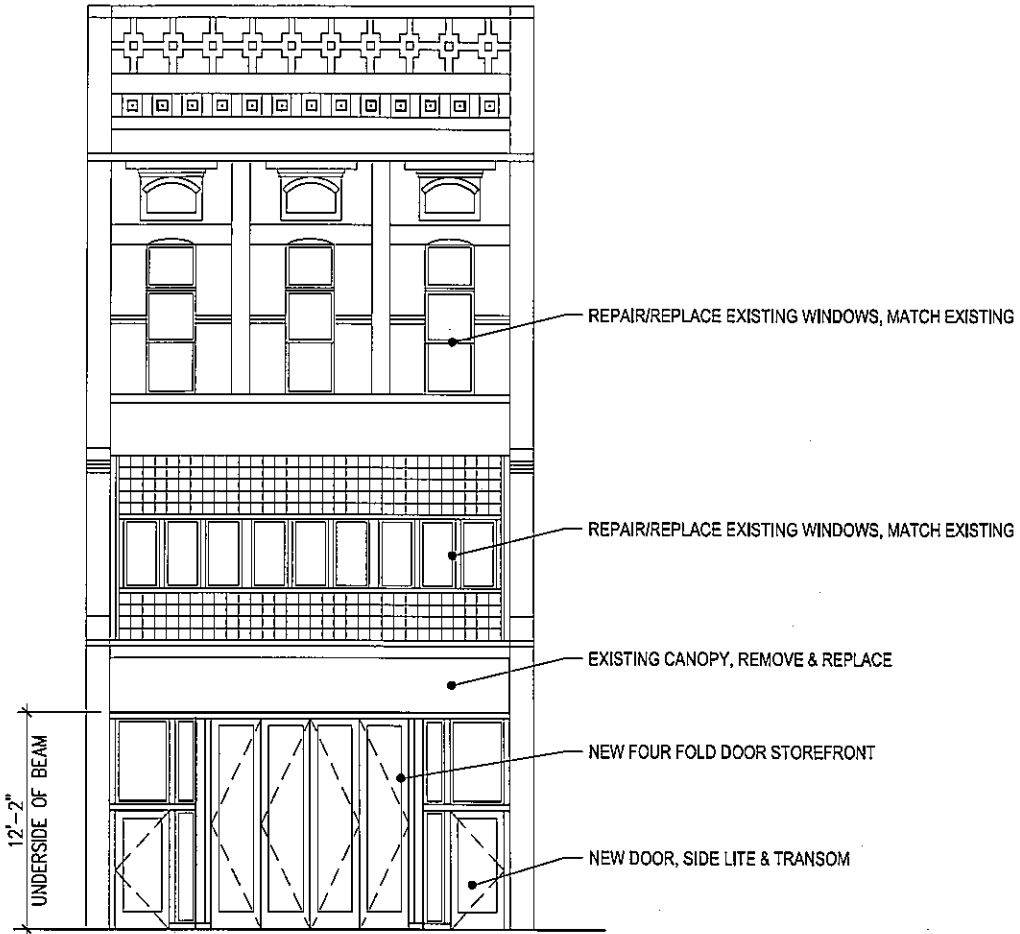 REPAIR/REPLACE EXISTING WINDOWS, MATCH EXISTING
REPAIR/REPLACE EXISTING WINDOWS, MATCH EXISTING
EXISTING CANOPY, REMOVE & REPLACE
NEW FOUR FOLD DOOR STOREFRONT
NEW DOOR, SIDE LITE & TRANSOM
12'-2"
UNDERSIDE OF BEAM